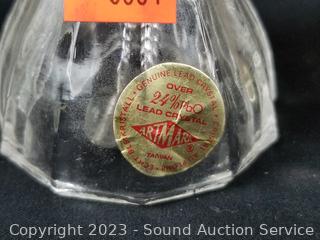 GENUINE LEAD CRYSTAL
OVER
24% PbO
LEAD CRYSTAL
ARTMARK
®
TAIWAN
Copyright 2023 - Sound Auction Service